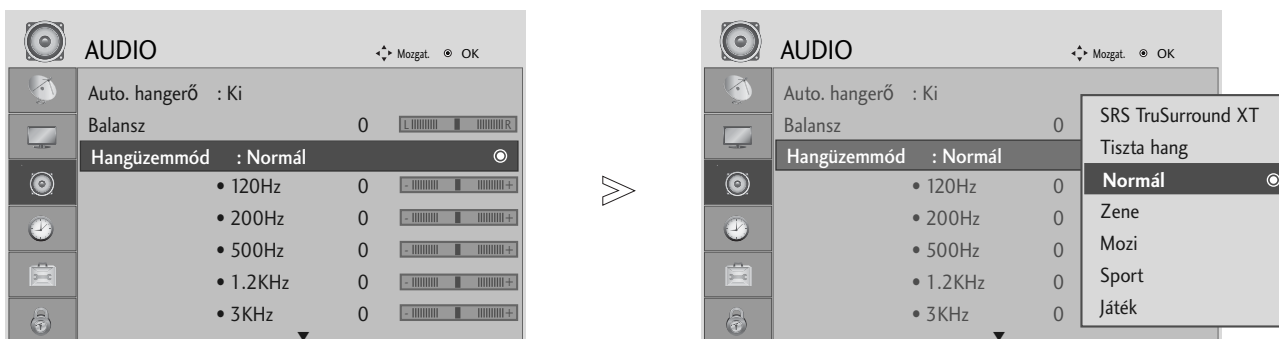 AUDIO
Mozgat. OK
Auto. hangerő : Ki
Balansz 0 L R
Hangüzemmód : Normál
• 120Hz 0 - +
• 200Hz 0 - +
• 500Hz 0 - +
• 1.2KHz 0 - +
• 3KHz 0 - +
AUDIO
Mozgat. OK
Auto. hangerő : Ki
Balansz 0
Hangüzemmód : Normál
• 120Hz 0
• 200Hz 0
• 500Hz 0
• 1.2KHz 0
• 3KHz 0
SRS TruSurround XT
Tiszta hang
Normál
Zene
Mozi
Sport
Játék